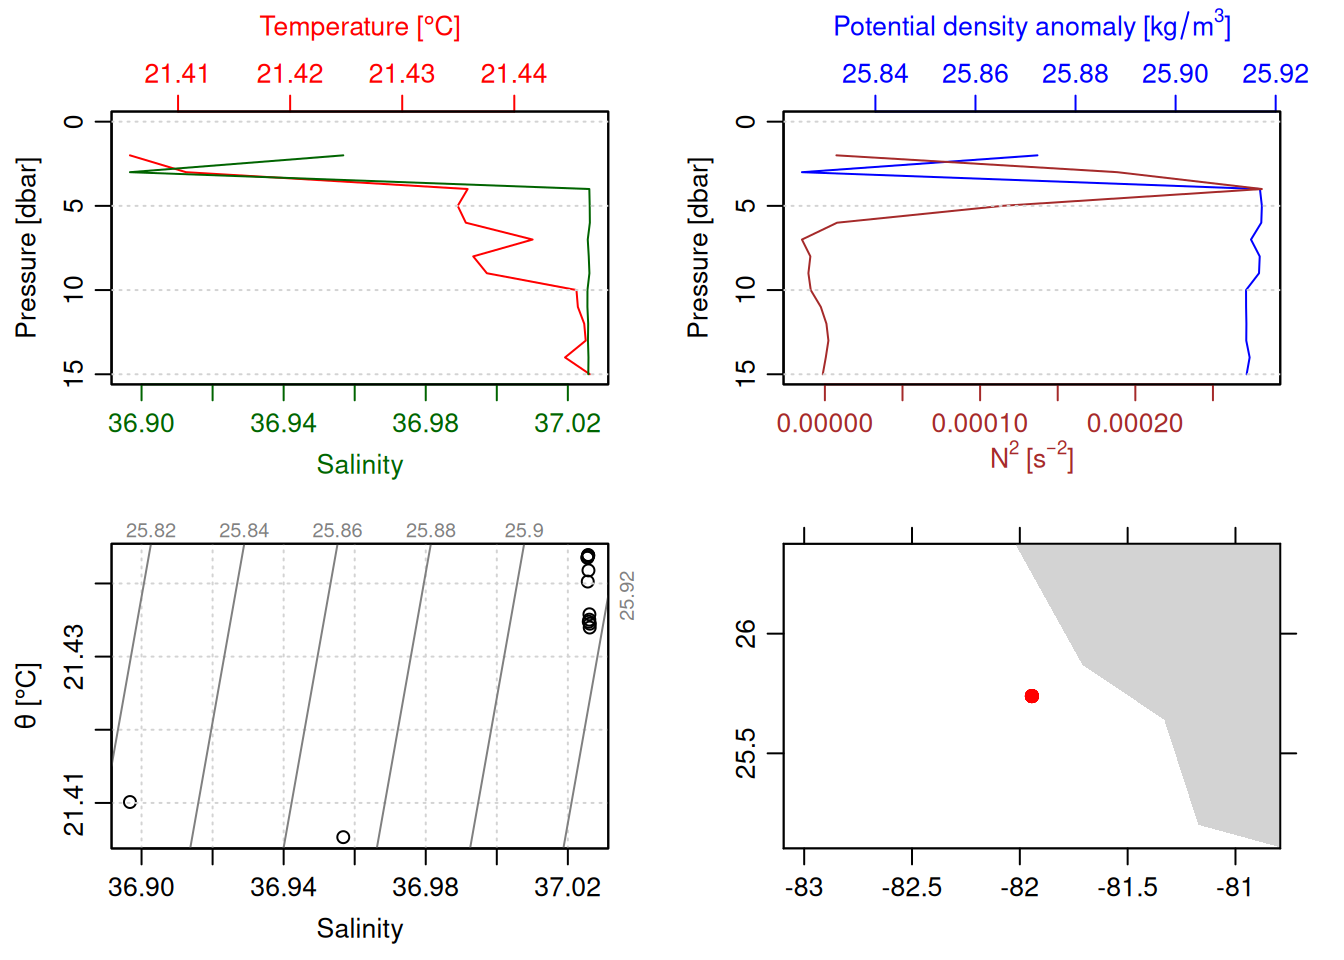 Temperature [°C]
21.41 21.42 21.43 21.44
Pressure [dbar]
0
5
10
15
36.90 36.94 36.98 37.02
Salinity
Potential density anomaly [kg/m³]
25.84 25.86 25.88 25.90 25.92
Pressure [dbar]
0
5
10
15
0.00000 0.00010 0.00020
N² [s⁻²]
25.82 25.84 25.86 25.88 25.9
25.92
θ [°C]
21.43
21.41
36.90 36.94 36.98 37.02
Salinity
26
25.5
-83 -82.5 -82 -81.5 -81